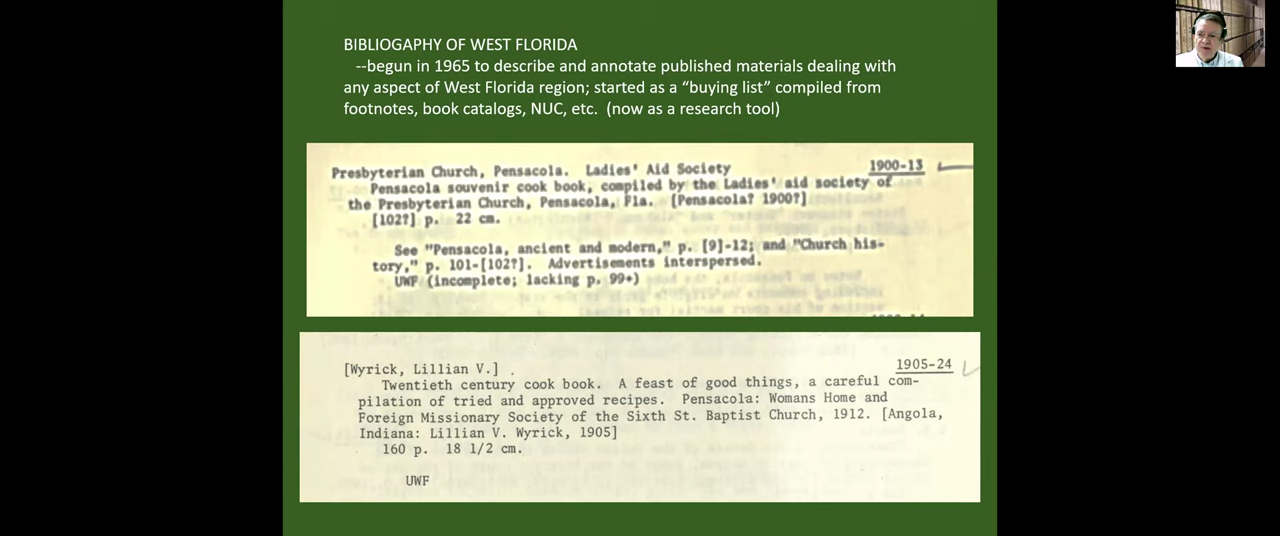 BIBLIOGAPHY OF WEST FLORIDA
--begun in 1965 to describe and annotate published materials dealing with
any aspect of West Florida region; started as a “buying list” compiled from
footnotes, book catalogs, NUC, etc. (now as a research tool)
Presbyterian Church, Pensacola. Ladies' Aid Society 1900-13
Pensacola souvenir cook book, compiled by the Ladies' aid society of
the Presbyterian Church, Pensacola, Fla. [Pensacola? 1900?]
[102?] p. 22 cm.
See "Pensacola, ancient and modern," p. [9]-12; and "Church his-
tory," p. 101-[102?]. Advertisements interspersed.
UWF (incomplete; lacking p. 99+)
[Wyrick, Lillian V.] . 1905-24
Twentieth century cook book. A feast of good things, a careful com-
pilation of tried and approved recipes. Pensacola: Womans Home and
Foreign Missionary Society of the Sixth St. Baptist Church, 1912. [Angola,
Indiana: Lillian V. Wyrick, 1905]
160 p. 18 1/2 cm.
UWF